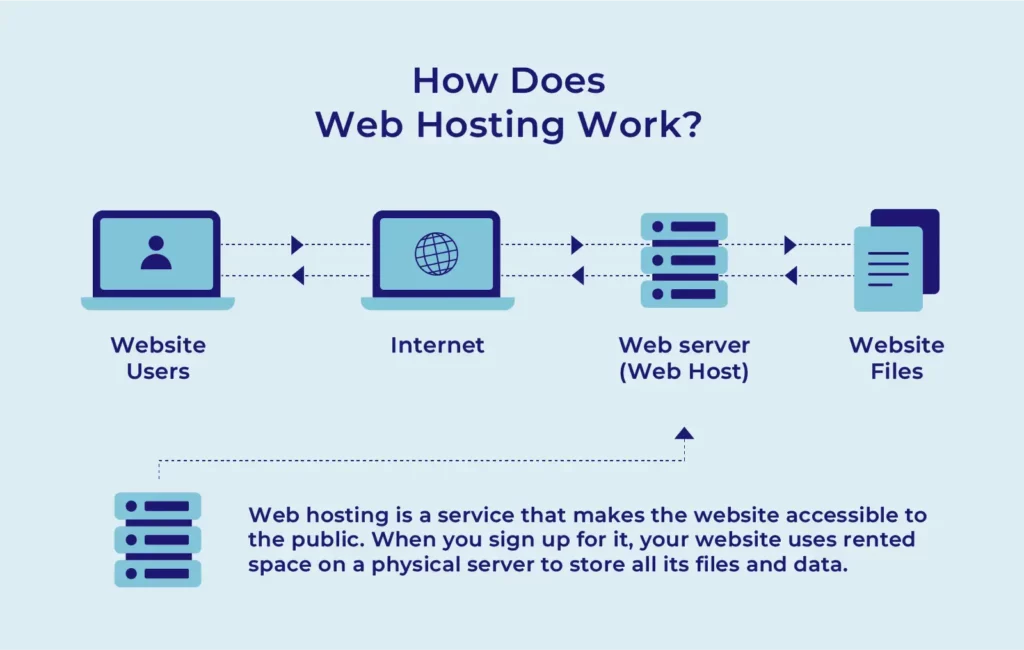 How Does
Web Hosting Work?
Website
Users
Internet
Web server
(Web Host)
Website
Files
Web hosting is a service that makes the website accessible to
the public. When you sign up for it, your website uses rented
space on a physical server to store all its files and data.